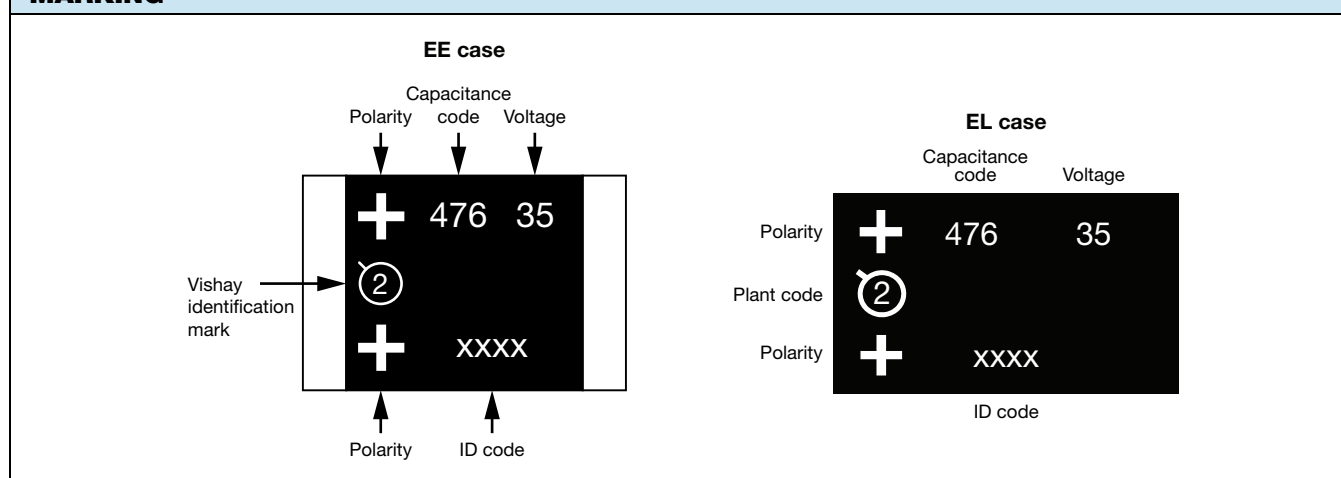 MARKING
EE case
Capacitance
Polarity code Voltage
+ 476 35
2
+ xxxx
Vishay
identification
mark
Polarity ID code
EL case
Capacitance
code Voltage
Polarity + 476 35
Plant code 2
Polarity + xxxx
ID code